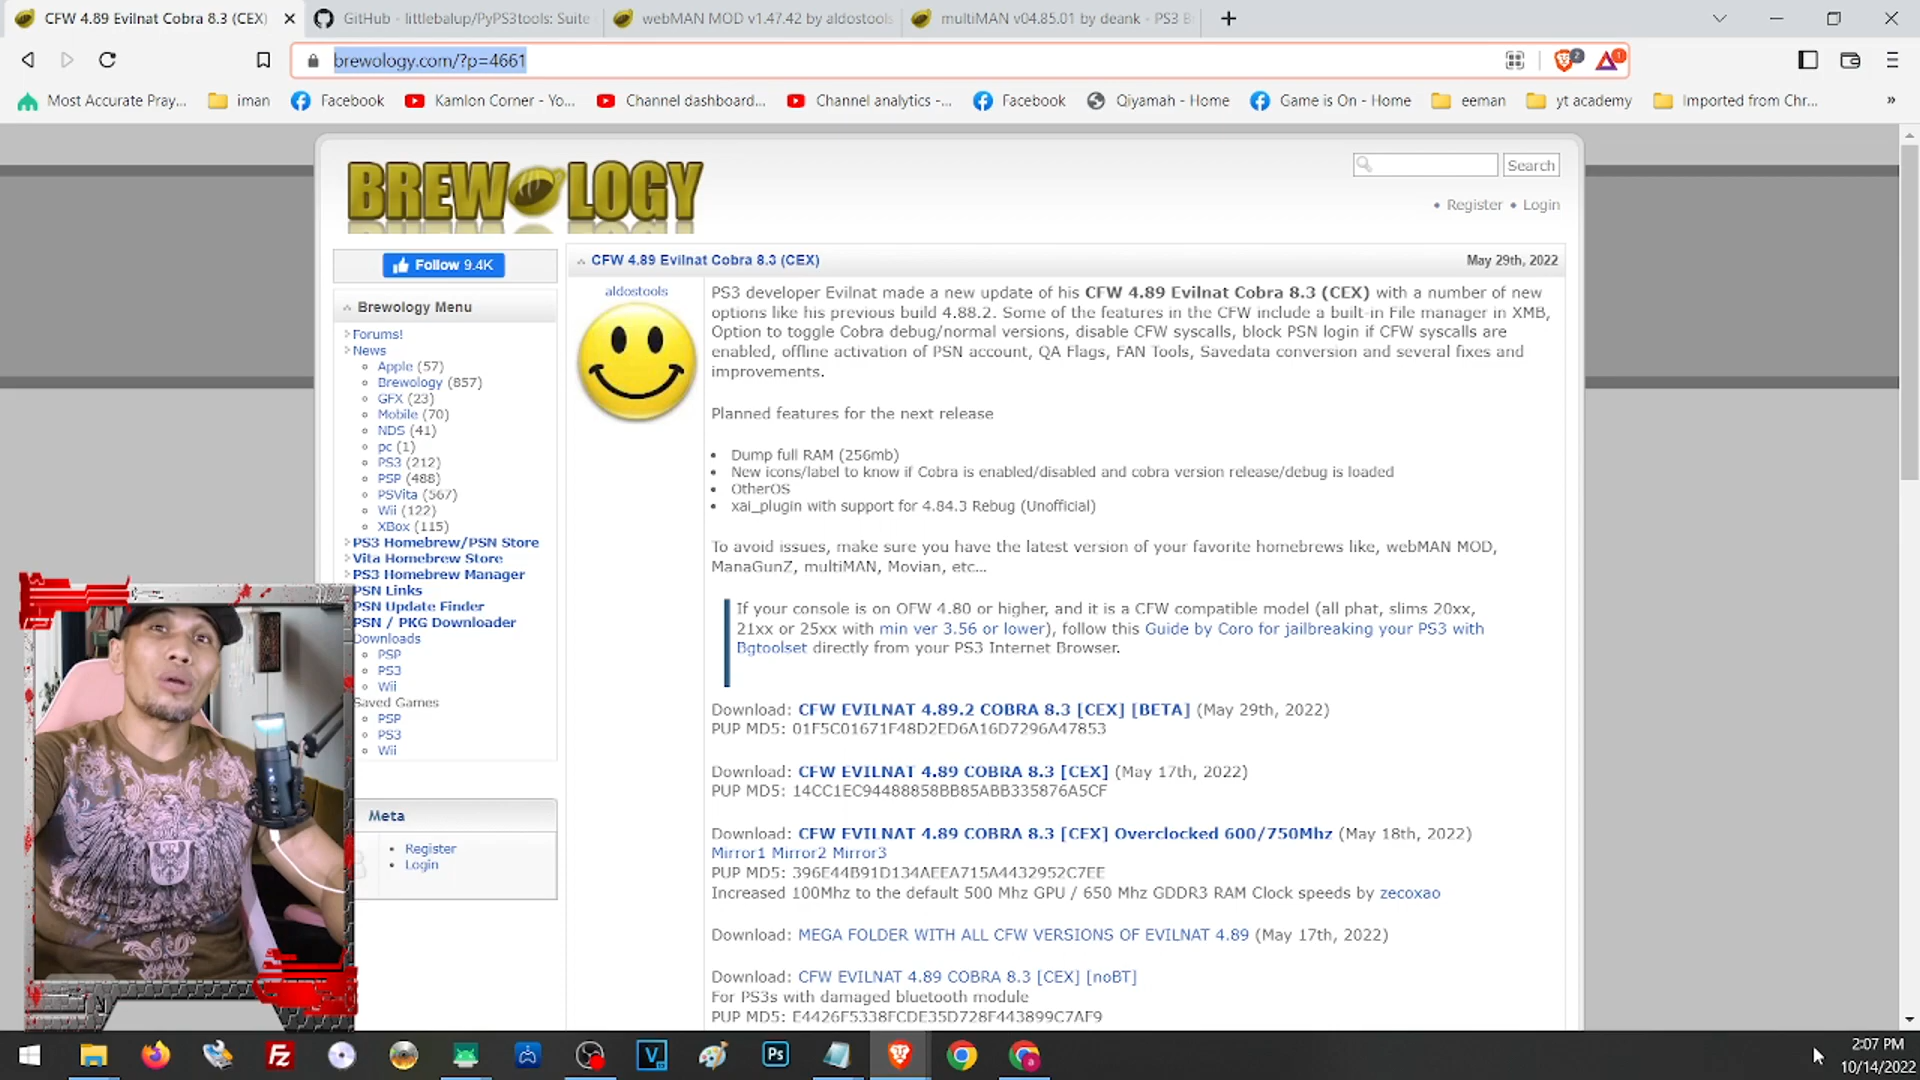 CFW 4.89 Evilnat Cobra 8.3 (CEX)
GitHub - littlebalup/PyPS3tools: Suite
webMAN MOD v1.47.42 by aldostools
multiMAN v04.85.01 by deank - PS3 B
brewology.com/?p=4661
2
1
Most Accurate Pray...
iman
Facebook
Kamlon Corner - Yo...
Channel dashboard...
Channel analytics -...
Facebook
Qiyamah - Home
Game is On - Home
eeman
yt academy
Imported from Chr...
»
BREWOLOGY
Search
• Register • Login
Follow 9.4K
Brewology Menu
Forums!
News
Apple (57)
Brewology (857)
GFX (23)
Mobile (70)
NDS (41)
pc (1)
PS3 (212)
PSP (488)
PSVita (567)
Wii (122)
XBox (115)
PS3 Homebrew/PSN Store
Vita Homebrew Store
PS3 Homebrew Manager
PSN Links
PSN Update Finder
PSN / PKG Downloader
Downloads
PSP
PS3
Wii
Saved Games
PSP
PS3
Wii
Meta
Register
Login
CFW 4.89 Evilnat Cobra 8.3 (CEX)
May 29th, 2022
aldostools
PS3 developer Evilnat made a new update of his CFW 4.89 Evilnat Cobra 8.3 (CEX) with a number of new
options like his previous build 4.88.2. Some of the features in the CFW include a built-in File manager in XMB,
Option to toggle Cobra debug/normal versions, disable CFW syscalls, block PSN login if CFW syscalls are
enabled, offline activation of PSN account, QA Flags, FAN Tools, Savedata conversion and several fixes and
improvements.
Planned features for the next release
• Dump full RAM (256mb)
• New icons/label to know if Cobra is enabled/disabled and cobra version release/debug is loaded
• OtherOS
• xai_plugin with support for 4.84.3 Rebug (Unofficial)
To avoid issues, make sure you have the latest version of your favorite homebrews like, webMAN MOD,
ManaGunZ, multiMAN, Movian, etc...
If your console is on OFW 4.80 or higher, and it is a CFW compatible model (all phat, slims 20xx,
21xx or 25xx with min ver 3.56 or lower), follow this Guide by Coro for jailbreaking your PS3 with
Bgtoolset directly from your PS3 Internet Browser.
Download: CFW EVILNAT 4.89.2 COBRA 8.3 [CEX] [BETA] (May 29th, 2022)
PUP MD5: 01F5C01671F48D2ED6A16D7296A47853
Download: CFW EVILNAT 4.89 COBRA 8.3 [CEX] (May 17th, 2022)
PUP MD5: 14CC1EC94488858BB85ABB335876A5CF
Download: CFW EVILNAT 4.89 COBRA 8.3 [CEX] Overclocked 600/750Mhz (May 18th, 2022)
Mirror1 Mirror2 Mirror3
PUP MD5: 396E44B91D134AEEA715A4432952C7EE
Increased 100Mhz to the default 500 Mhz GPU / 650 Mhz GDDR3 RAM Clock speeds by zecoxao
Download: MEGA FOLDER WITH ALL CFW VERSIONS OF EVILNAT 4.89 (May 17th, 2022)
Download: CFW EVILNAT 4.89 COBRA 8.3 [CEX] [noBT]
For PS3s with damaged bluetooth module
PUP MD5: E4426F5338FCDE35D728F443899C7AF9
Fz
V
Ps
2:07 PM
10/14/2022